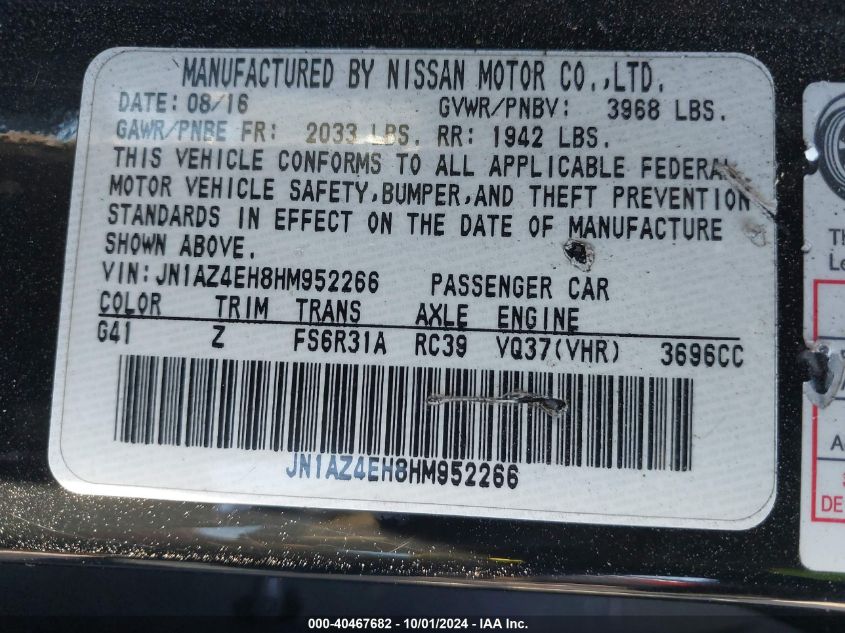 MANUFACTURED BY NISSAN MOTOR CO.,LTD.
DATE: 08/16 GVWR/PNBV: 3968 LBS.
GAWR/PNBE FR: 2033 LBS. RR: 1942 LBS.
THIS VEHICLE CONFORMS TO ALL APPLICABLE FEDERAL
MOTOR VEHICLE SAFETY,BUMPER,AND THEFT PREVENTION
STANDARDS IN EFFECT ON THE DATE OF MANUFACTURE
SHOWN ABOVE.
VIN:JN1AZ4EH8HM952266 PASSENGER CAR
COLOR TRIM TRANS AXLE ENGINE
G41 Z FS6R31A RC39 VQ37(VHR) 3696CC
JN1AZ4EH8HM952266
000-40467682 - 10/01/2024 - IAA Inc.